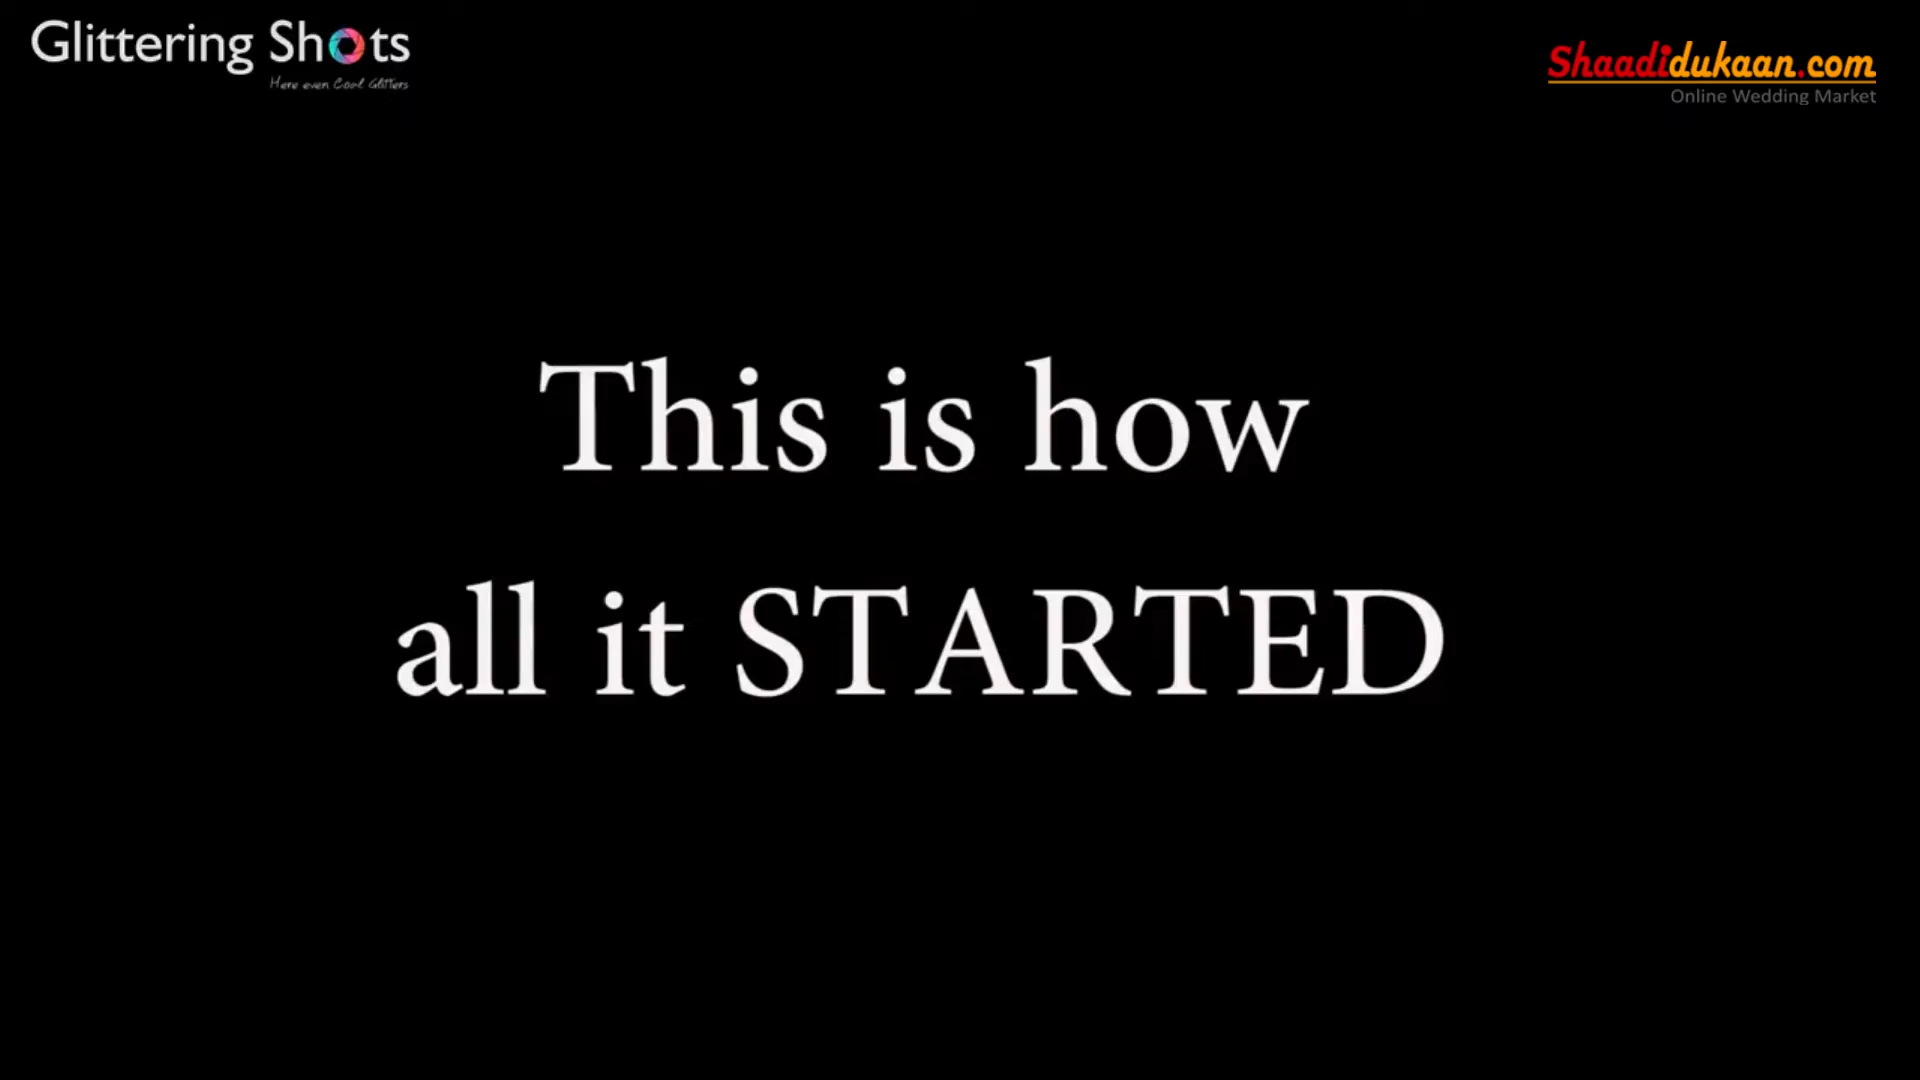 Glittering Shots
Here even Cool Glitters
Shaadidukaan.com
Online Wedding Market
This is how
all it STARTED